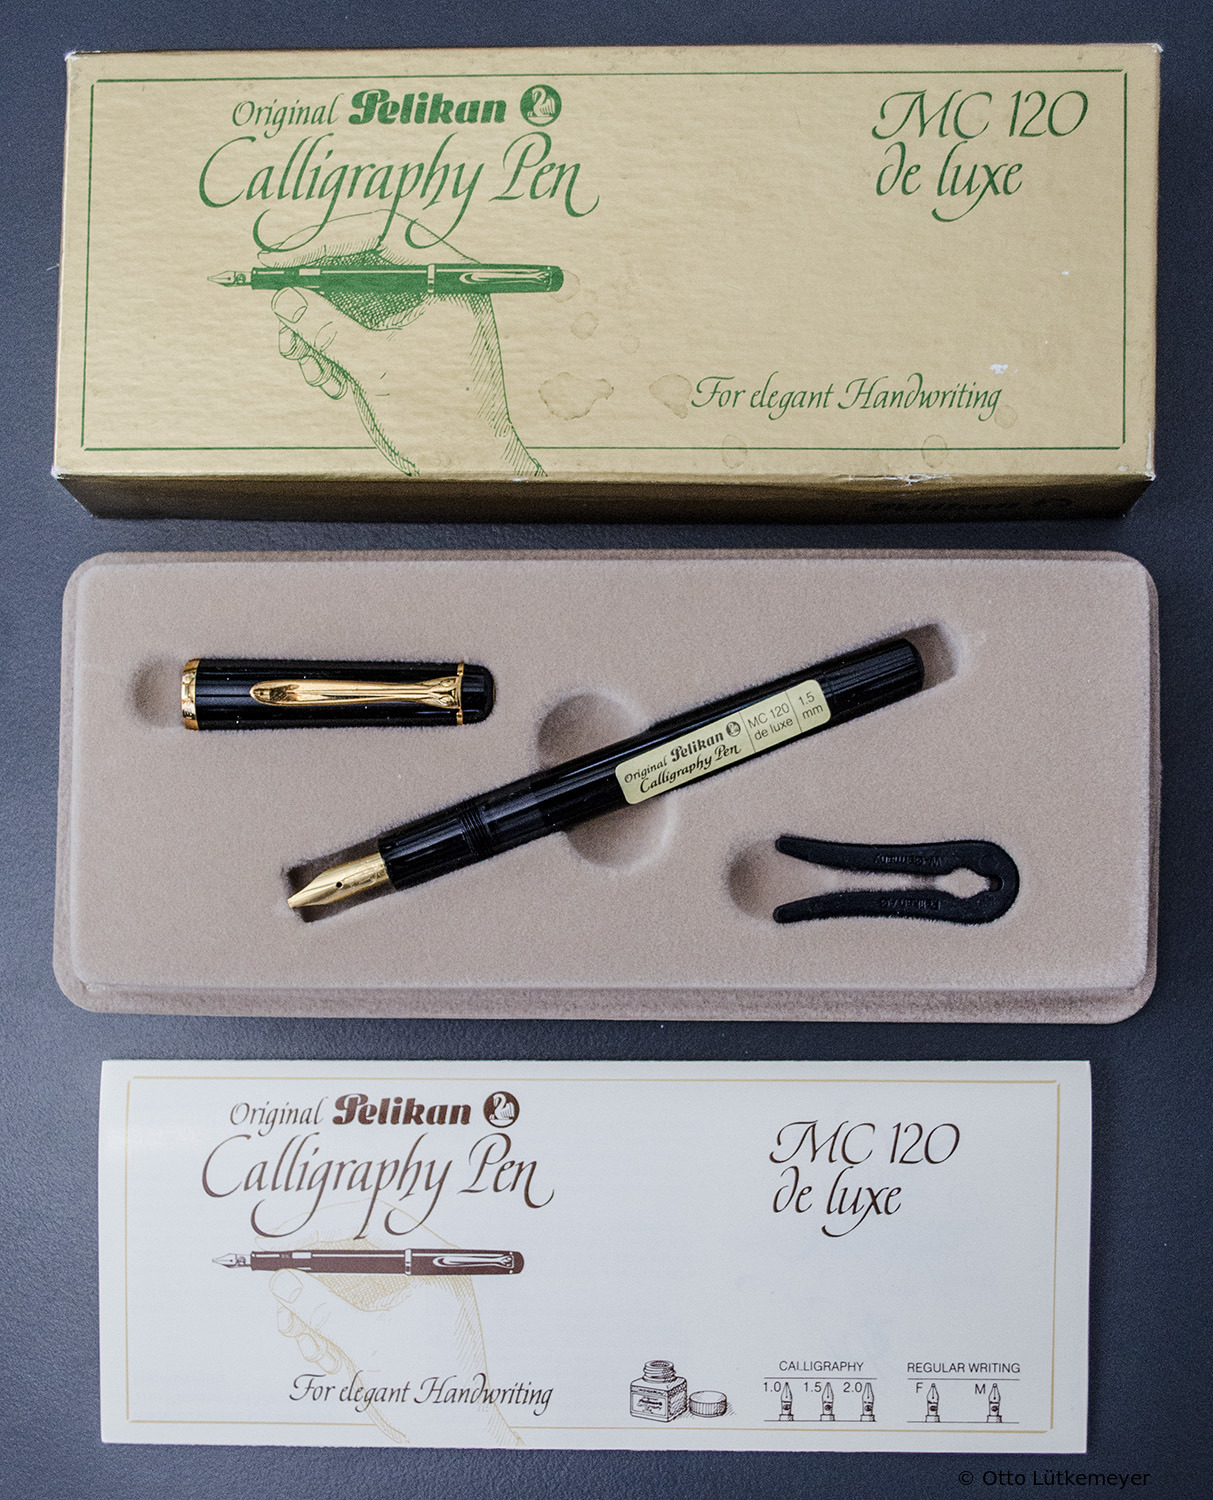 Original Pelikan
Calligraphy Pen
MC 120
de luxe
For elegant Handwriting
Pelikan
Original Pelikan
Calligraphy Pen
MC 120
de luxe
1.5
mm
W.-Germany
Original Pelikan
Calligraphy Pen
MC 120
de luxe
For elegant Handwriting
CALLIGRAPHY
1.0 1.5 2.0
REGULAR WRITING
F M
© Otto Lütkemeyer